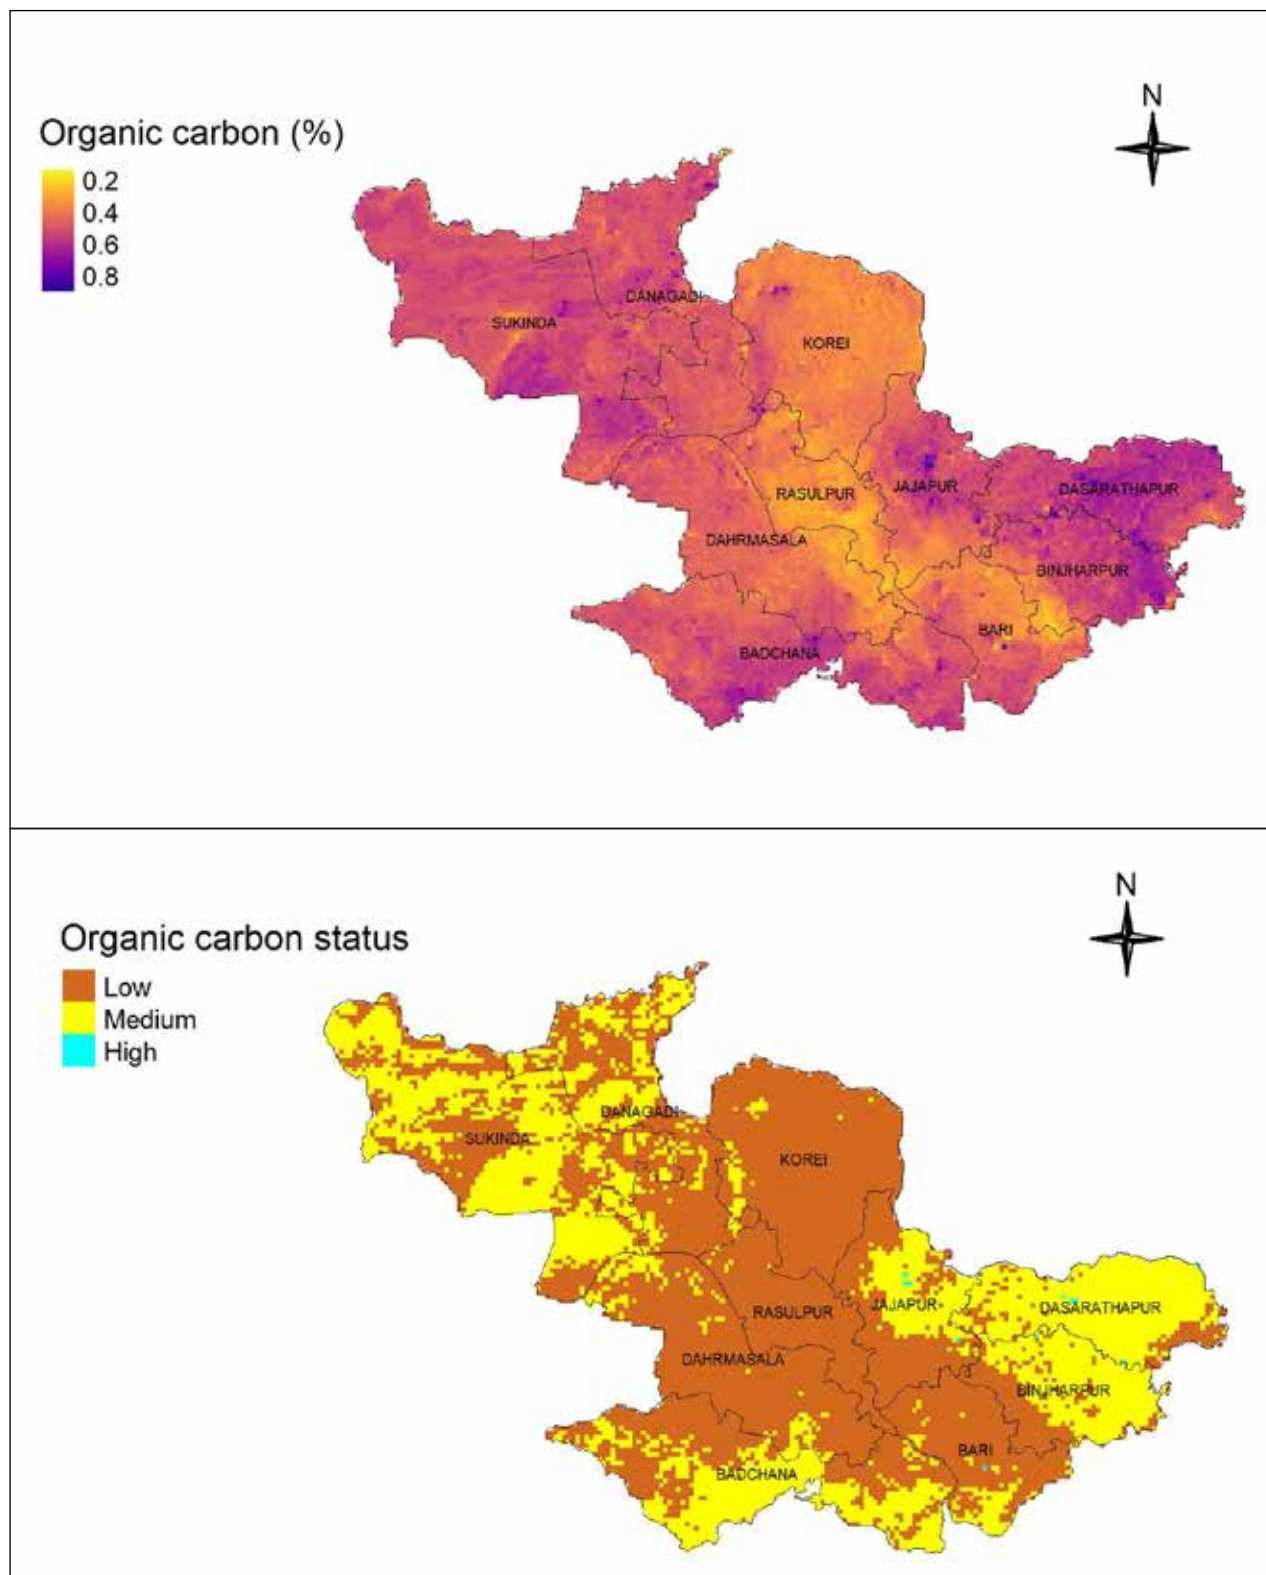 N
Organic carbon (%)
0.2
0.4
0.6
0.8
DANAGADI
SUKINDA
KOREI
RASULPUR
JAJAPUR
DASARATHAPUR
DAHRMASALA
BINJHARPUR
BARI
BADCHANA
N
Organic carbon status
Low
Medium
High
DANAGADI
SUKINDA
KOREI
RASULPUR
JAJAPUR
DASARATHAPUR
DAHRMASALA
BINJHARPUR
BARI
BADCHANA